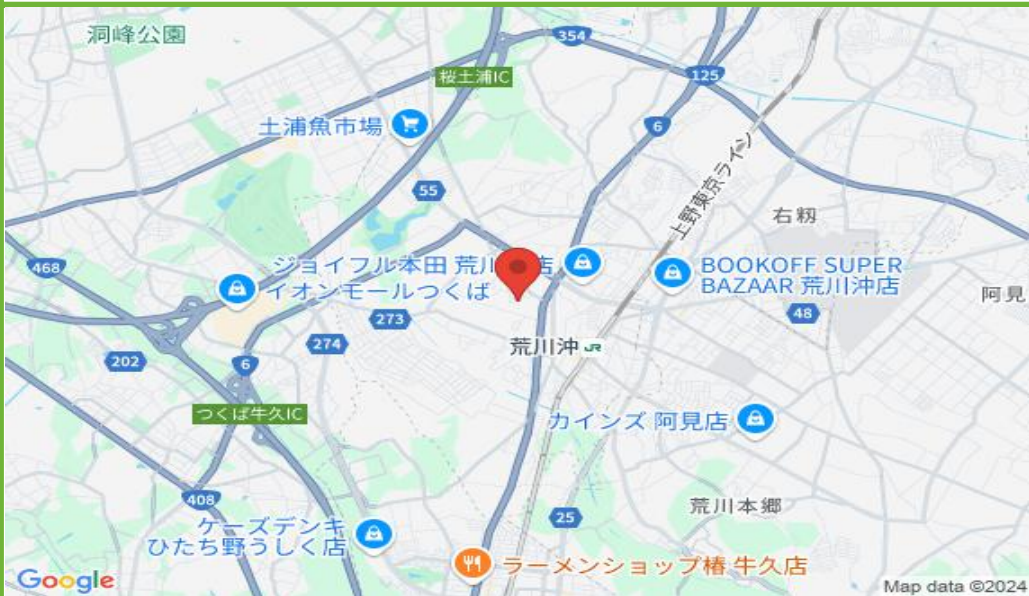 洞峰公園
354
桜土浦IC
125
土浦魚市場
6
上野東京ライン
55
右籾
468
ジョイフル本田 荒川
店
イオンモールつくば
BOOKOFF SUPER
BAZAAR 荒川沖店
阿見
273
48
274
荒川沖 JR
202
6
つくば牛久IC
カインズ 阿見店
408
荒川本郷
25
ケーズデンキ
ひたち野うしく店
ラーメンショップ椿 牛久店
Google
Map data ©2024